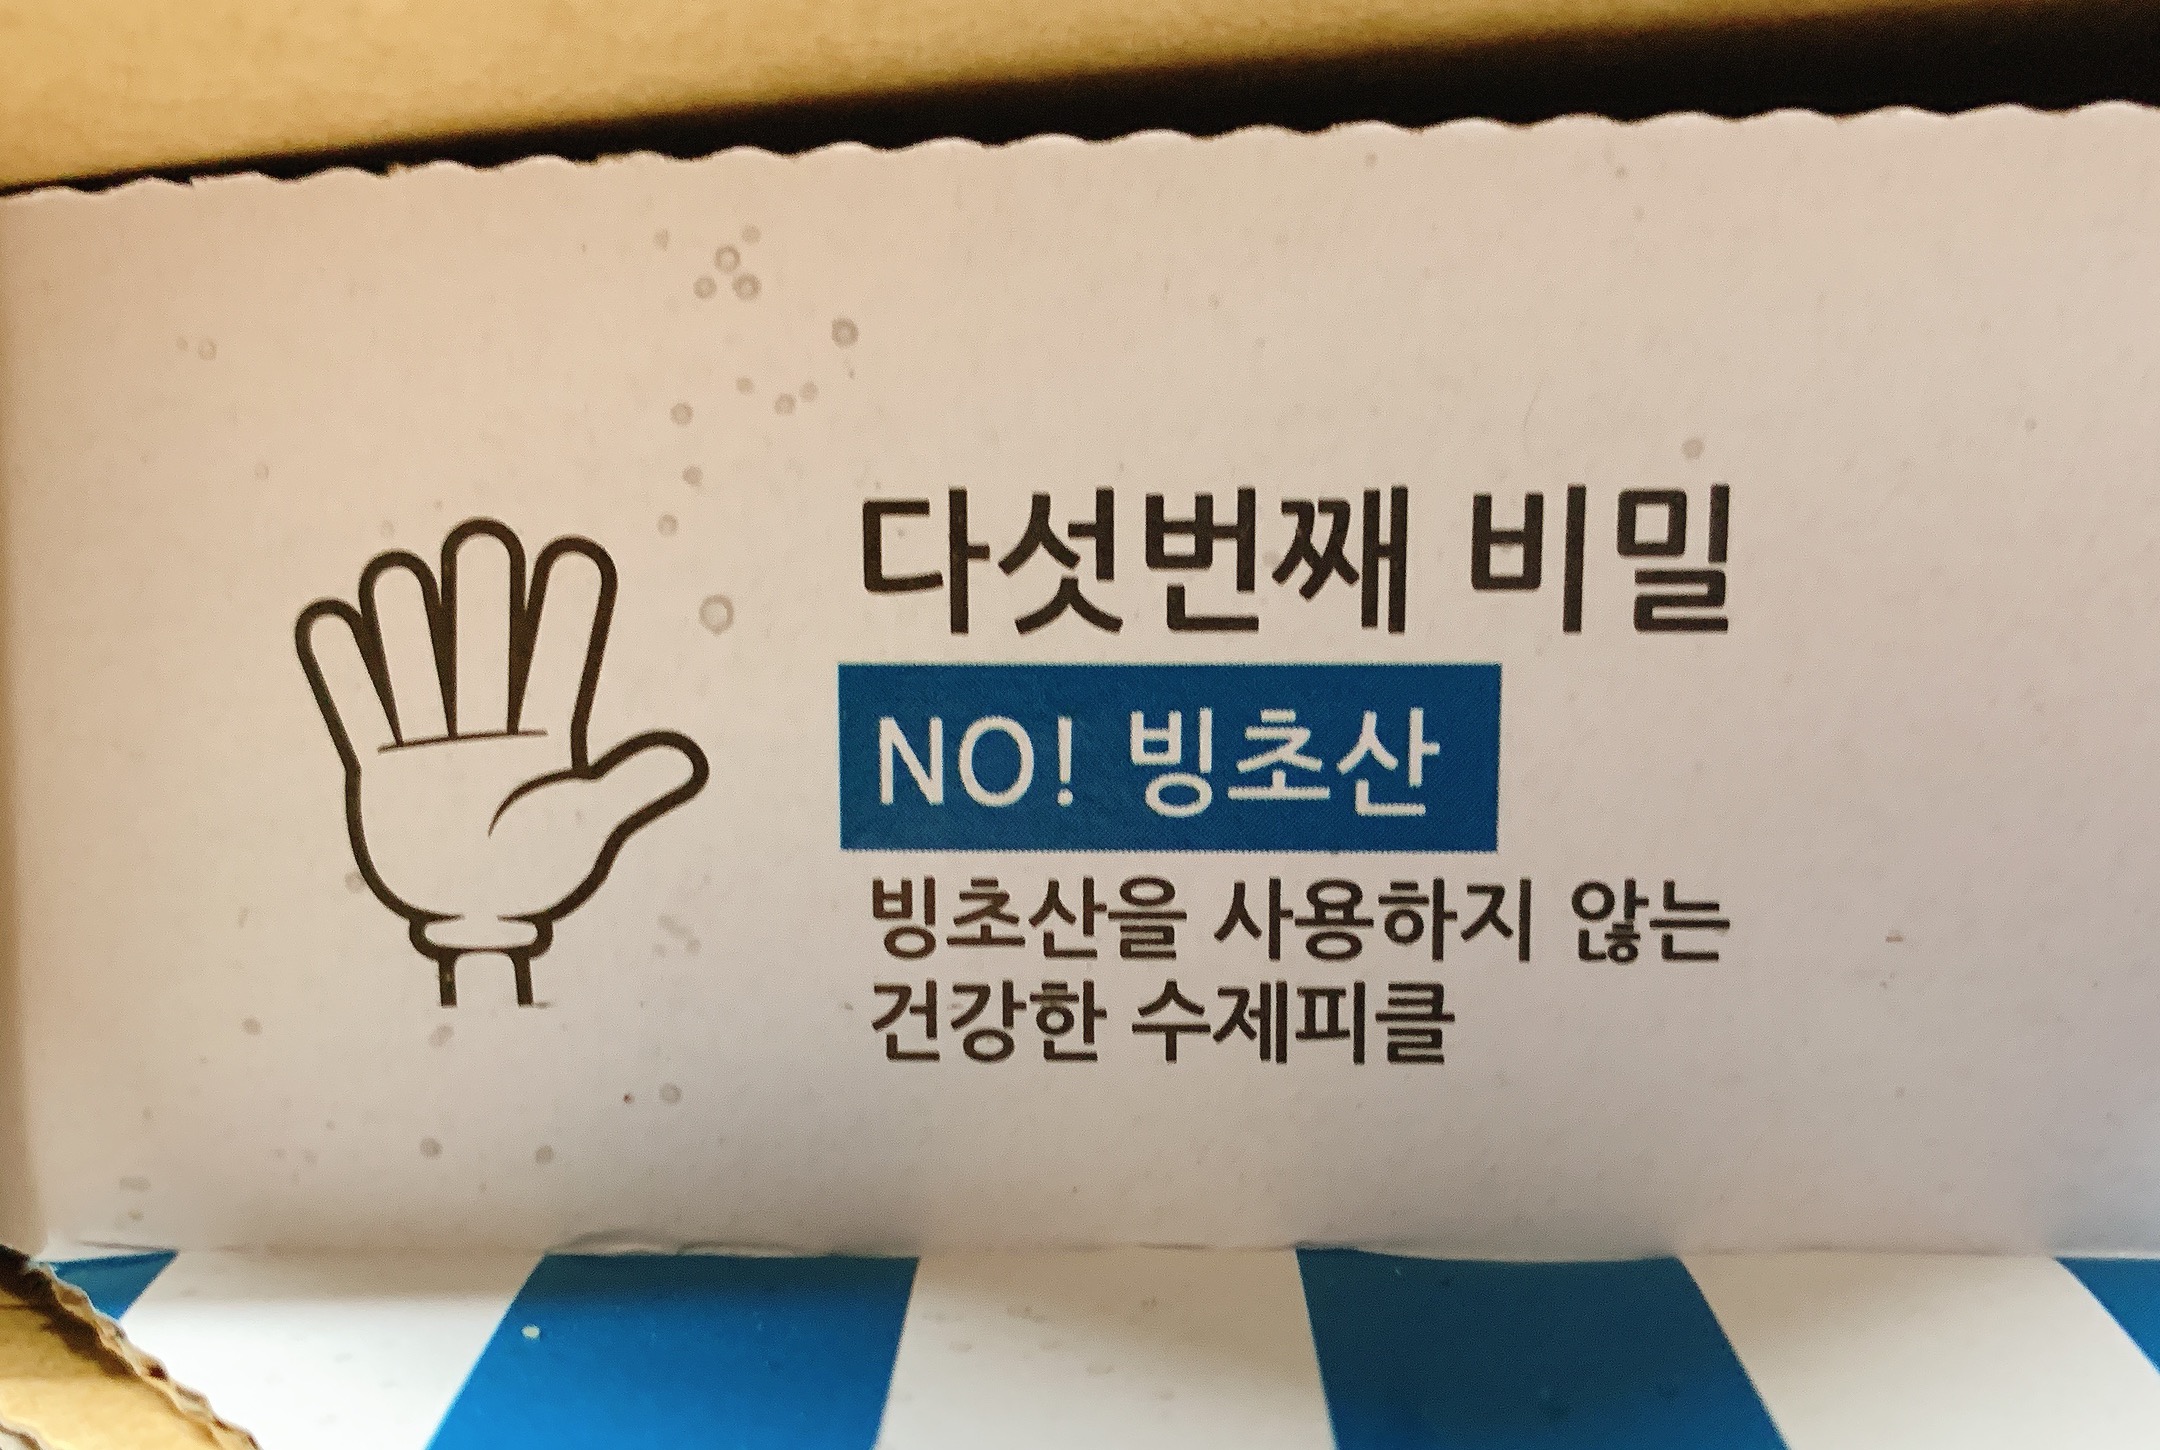 다섯번째 비밀
NO! 빙초산
빙초산을 사용하지 않는
건강한 수제피클